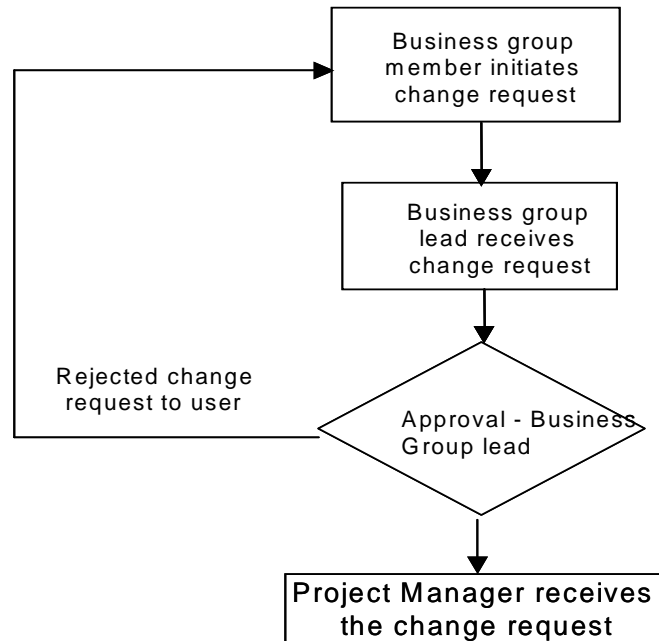 Business group
member initiates
change request
Business group
lead receives
change request
Rejected change
request to user
Approval - Business
Group lead
Project Manager receives
the change request